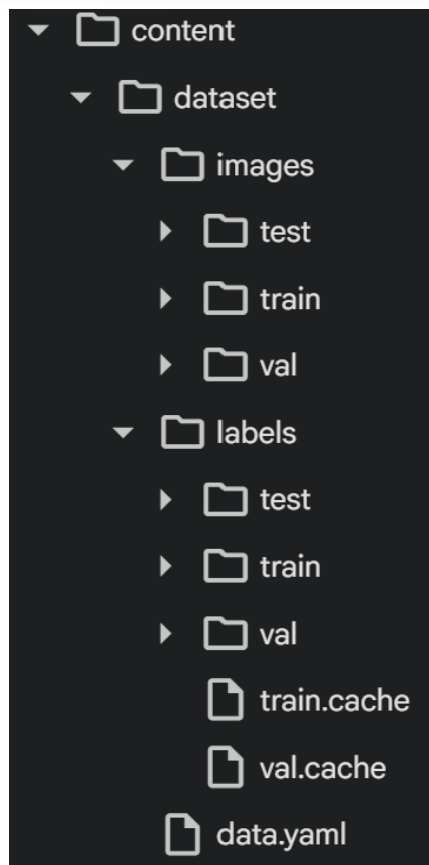 content
dataset
images
test
train
val
labels
test
train
val
train.cache
val.cache
data.yaml